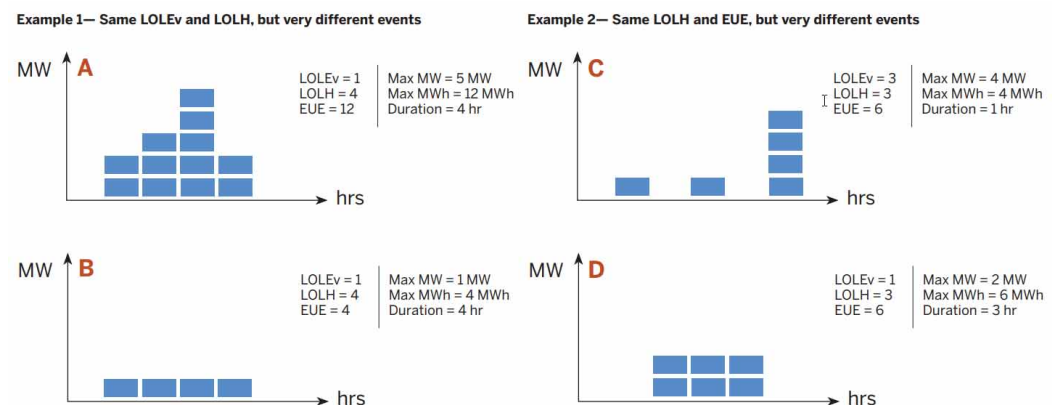 Example 1— Same LOLEv and LOLH, but very different events
MW
A
LOLEv = 1
LOLH = 4
EUE = 12
Max MW = 5 MW
Max MWh = 12 MWh
Duration = 4 hr
hrs
MW
B
LOLEv = 1
LOLH = 4
EUE = 4
Max MW = 1 MW
Max MWh = 4 MWh
Duration = 4 hr
hrs
Example 2— Same LOLH and EUE, but very different events
MW
C
LOLEv = 3
LOLH = 3
EUE = 6
Max MW = 4 MW
Max MWh = 4 MWh
Duration = 1 hr
hrs
MW
D
LOLEv = 1
LOLH = 3
EUE = 6
Max MW = 2 MW
Max MWh = 6 MWh
Duration = 3 hr
hrs